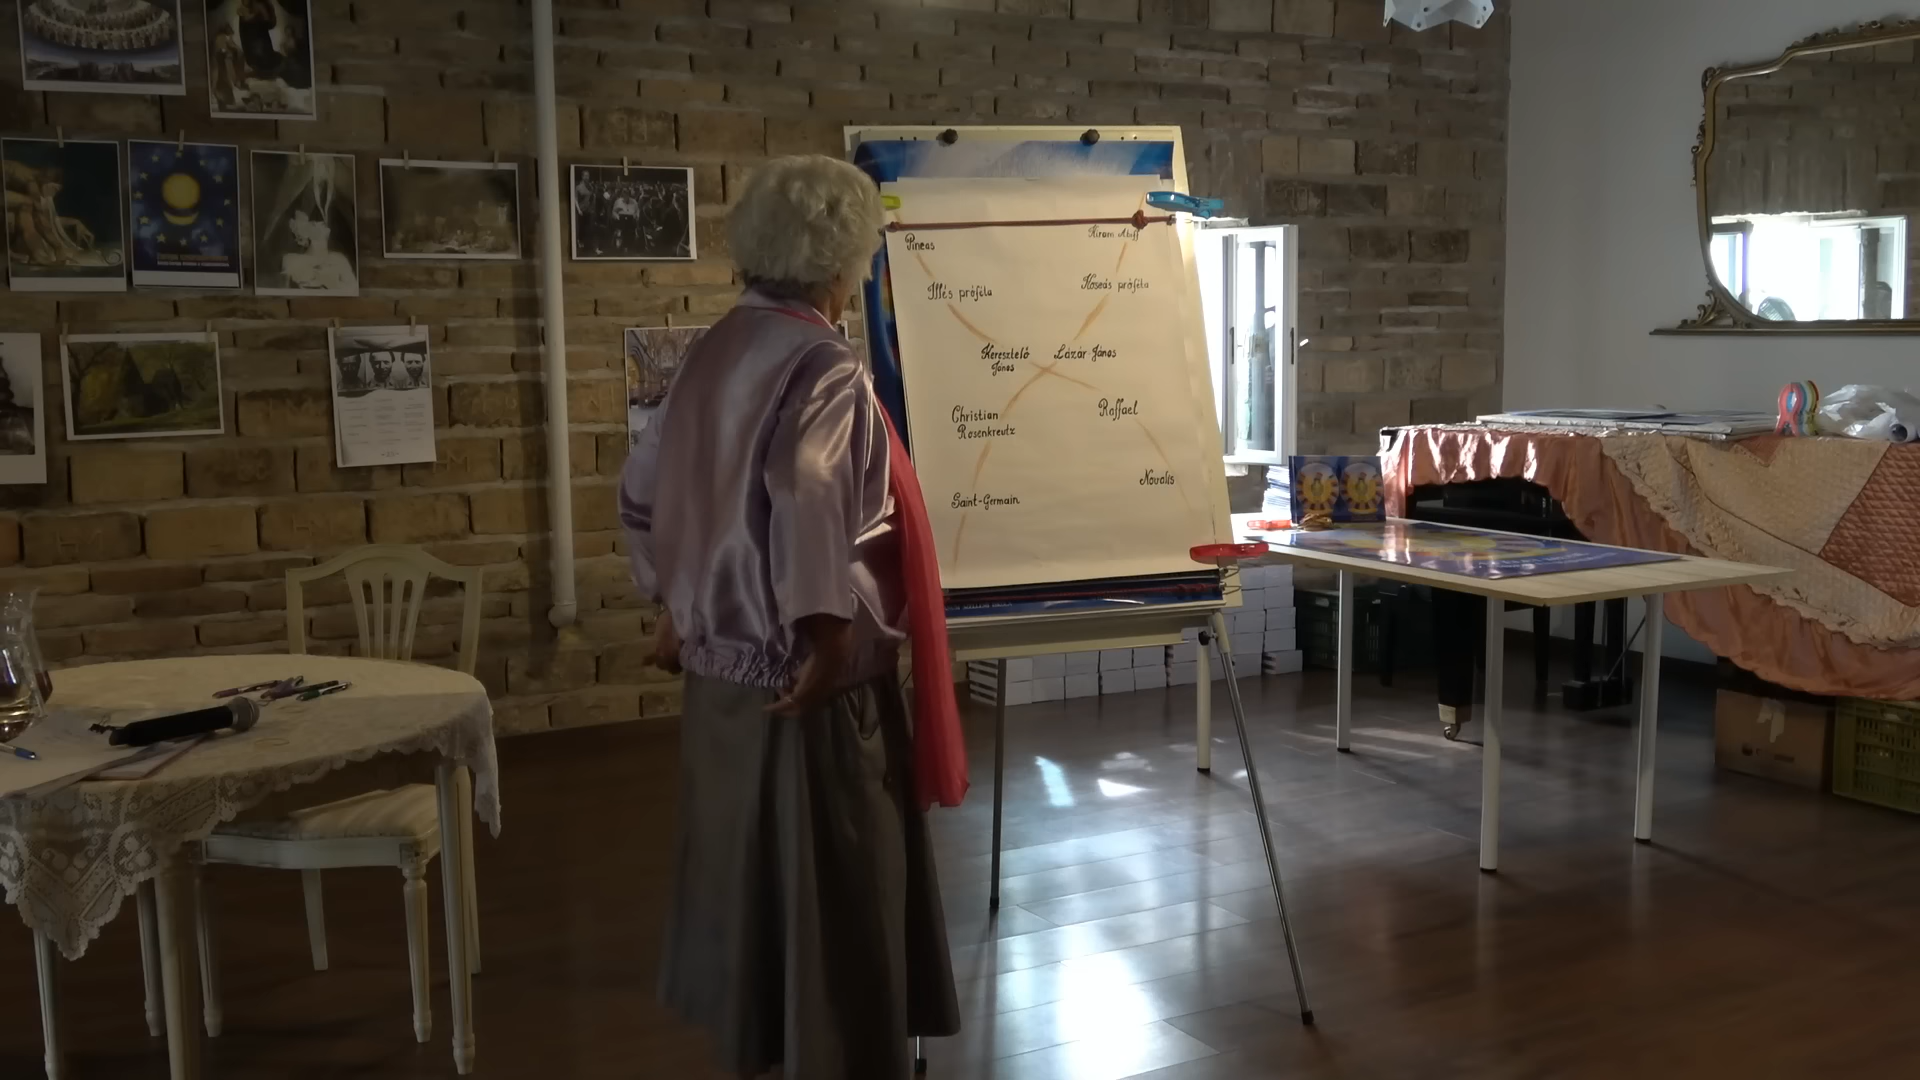 Pineas
Hiram Abiff
Illés próféta
Hoseás próféta
Keresztelő
János
Lázár-János
Christian
Rosenkreutz
Raffael
Novalis
Saint-Germain